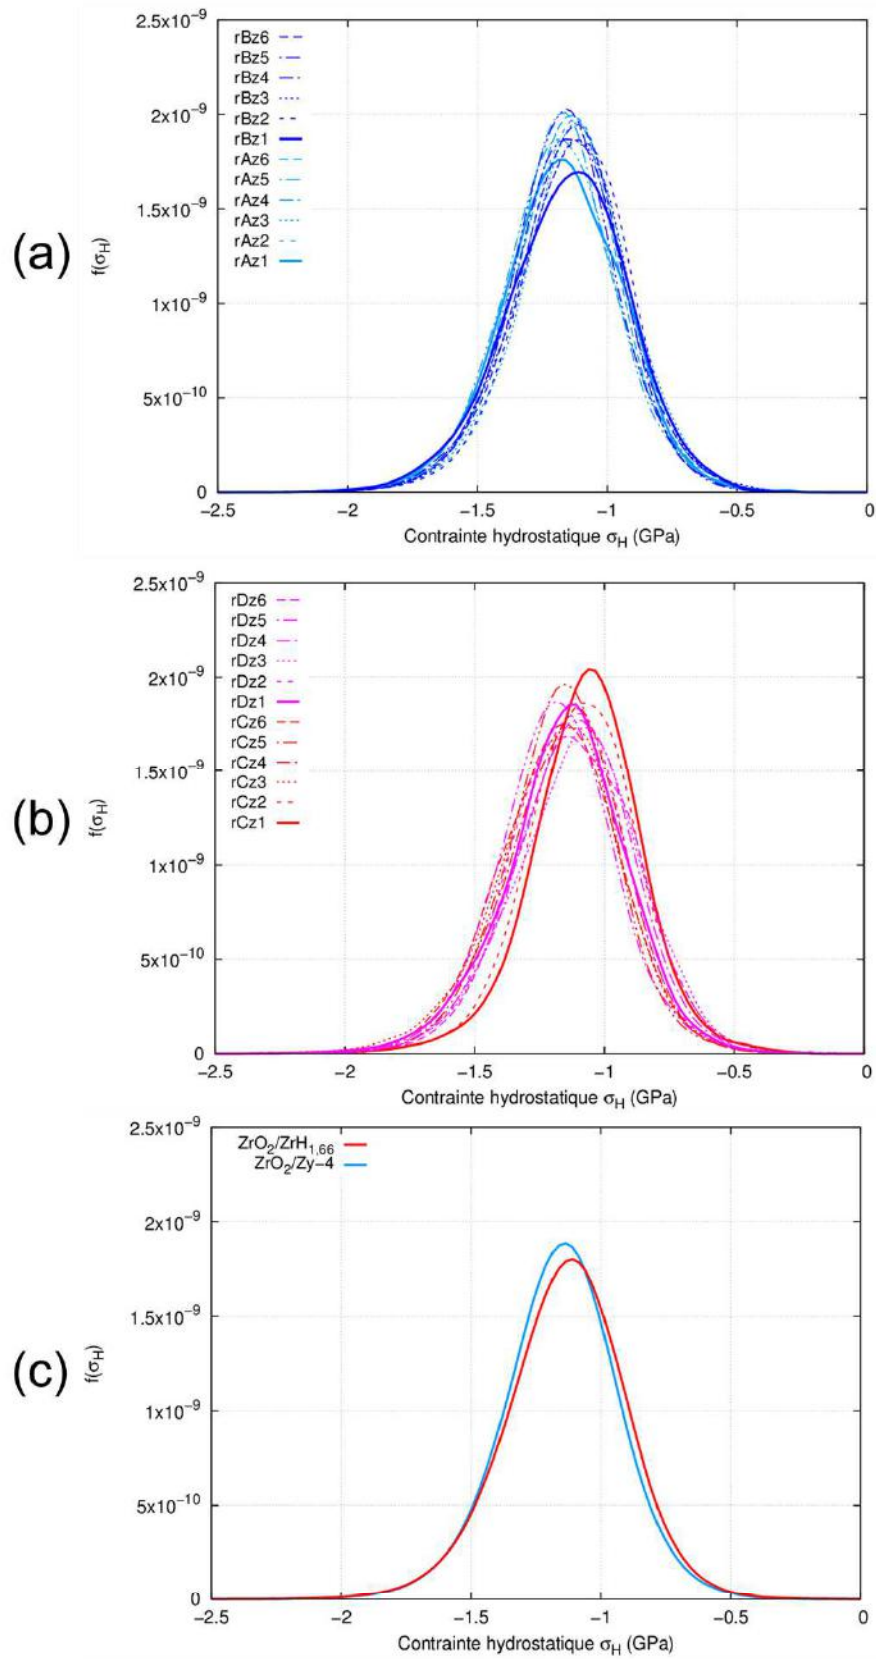 (a)
f(σH)
2.5x10−9
2x10−9
1.5x10−9
1x10−9
5x10−10
0
rBz6
rBz5
rBz4
rBz3
rBz2
rBz1
rAz6
rAz5
rAz4
rAz3
rAz2
rAz1
−2.5 −2 −1.5 −1 −0.5 0
Contrainte hydrostatique σH (GPa)
(b)
f(σH)
2.5x10−9
2x10−9
1.5x10−9
1x10−9
5x10−10
0
rDz6
rDz5
rDz4
rDz3
rDz2
rDz1
rCz6
rCz5
rCz4
rCz3
rCz2
rCz1
−2.5 −2 −1.5 −1 −0.5 0
Contrainte hydrostatique σH (GPa)
(c)
f(σH)
2.5x10−9
2x10−9
1.5x10−9
1x10−9
5x10−10
0
ZrO2/ZrH1,66
ZrO2/Zy−4
−2.5 −2 −1.5 −1 −0.5 0
Contrainte hydrostatique σH (GPa)